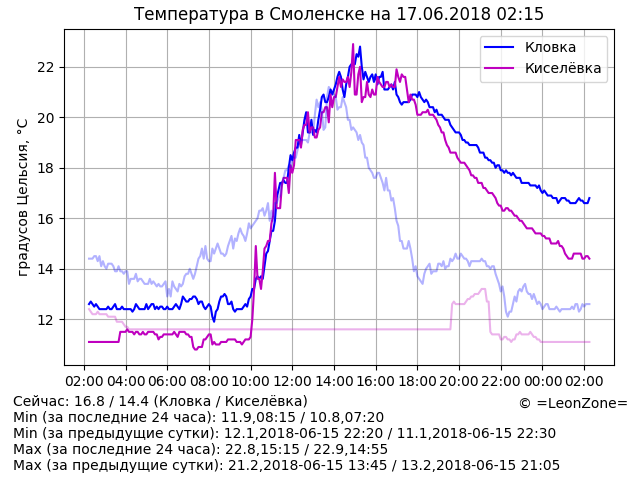 Температура в Смоленске на 17.06.2018 02:15
Кловка
Киселёвка
градусов Цельсия, °C
22
20
18
16
14
12
02:00 04:00 06:00 08:00 10:00 12:00 14:00 16:00 18:00 20:00 22:00 00:00 02:00
Сейчас: 16.8 / 14.4 (Кловка / Киселёвка)
© =LeonZone=
Min (за последние 24 часа): 11.9,08:15 / 10.8,07:20
Min (за предыдущие сутки): 12.1,2018-06-15 22:20 / 11.1,2018-06-15 22:30
Max (за последние 24 часа): 22.8,15:15 / 22.9,14:55
Max (за предыдущие сутки): 21.2,2018-06-15 13:45 / 13.2,2018-06-15 21:05